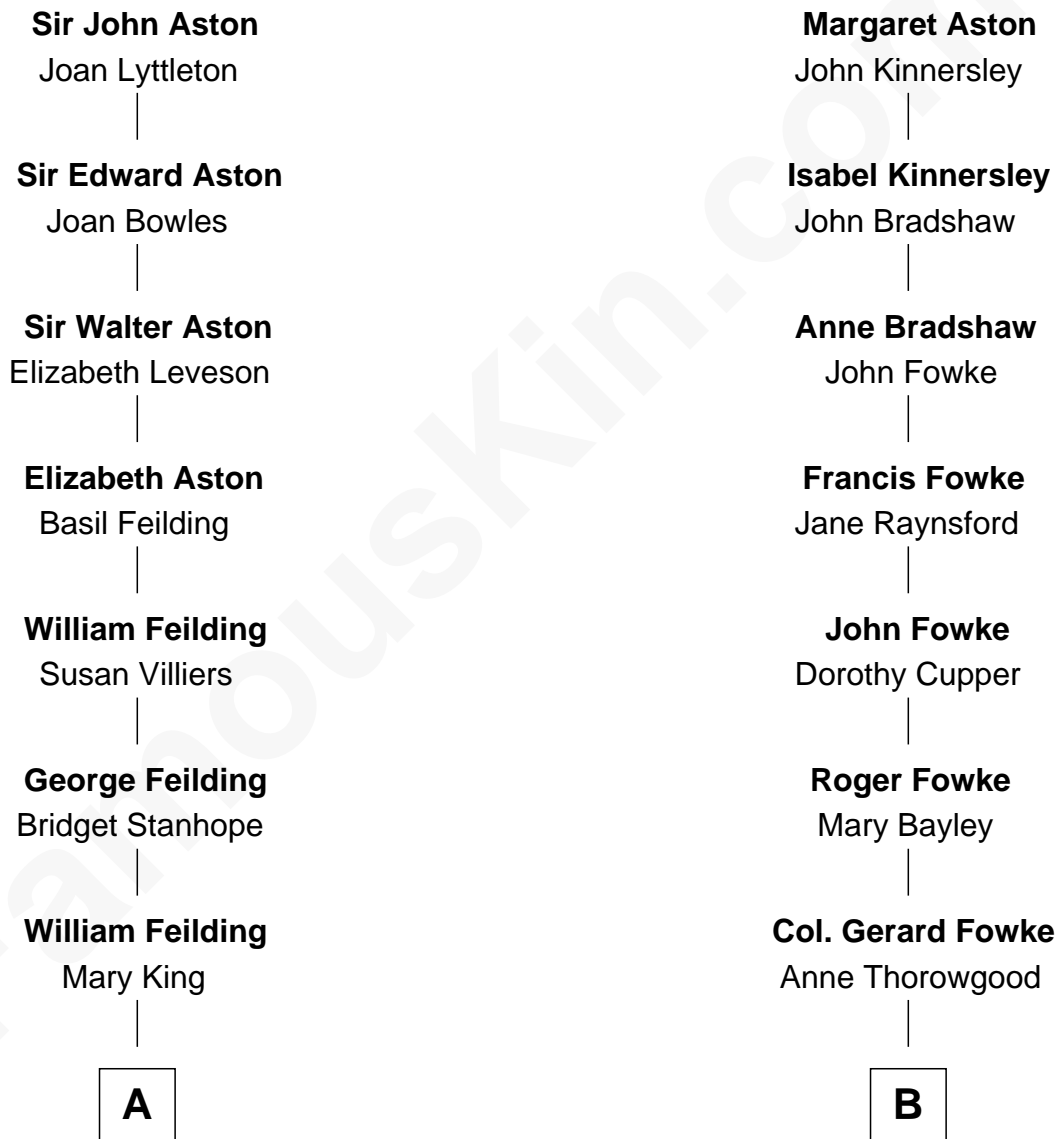 Sir John Aston
Joan Lyttleton
Sir Edward Aston
Joan Bowles
Sir Walter Aston
Elizabeth Leveson
Elizabeth Aston
Basil Feilding
William Feilding
Susan Villiers
George Feilding
Bridget Stanhope
William Feilding
Mary King
A
Margaret Aston
John Kinnersley
Isabel Kinnersley
John Bradshaw
Anne Bradshaw
John Fowke
Francis Fowke
Jane Raynsford
John Fowke
Dorothy Cupper
Roger Fowke
Mary Bayley
Col. Gerard Fowke
Anne Thorowgood
B
famouskin.com